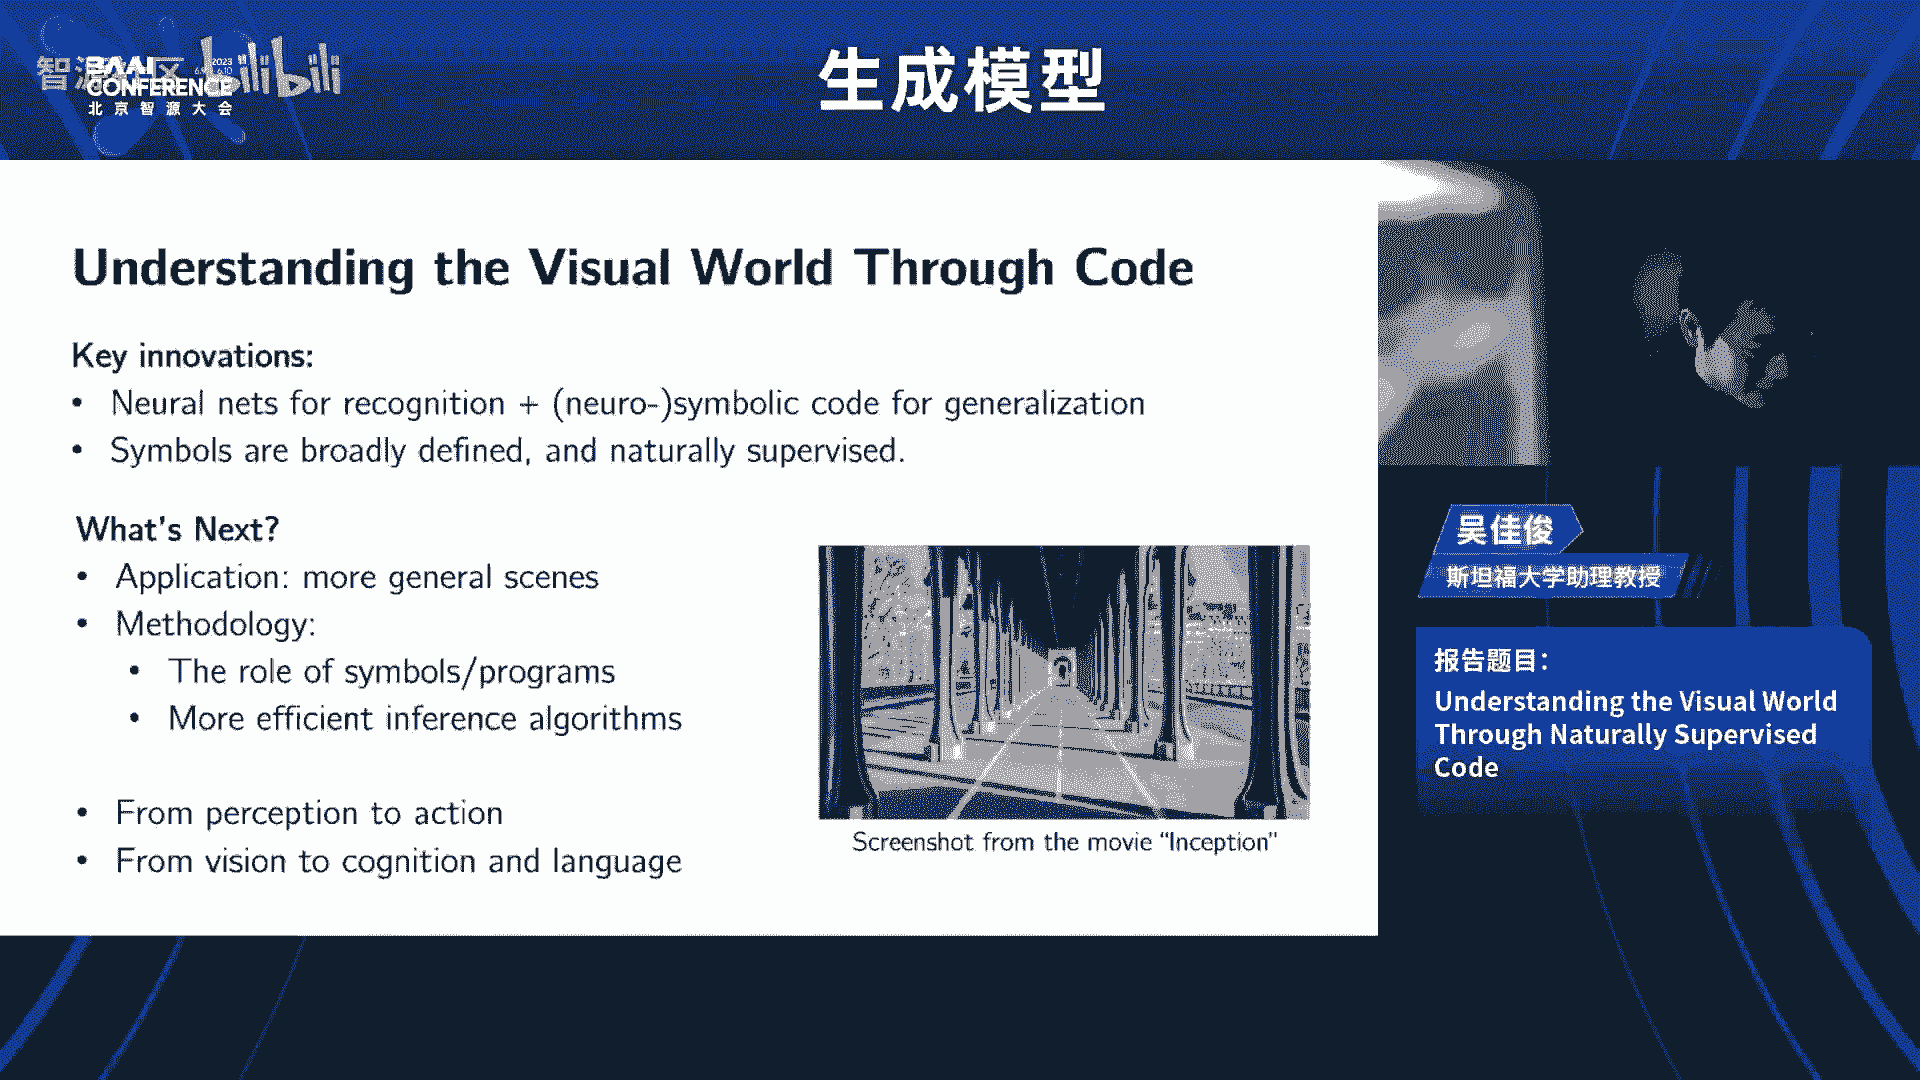 智源社区 bilibili
BAAI 2023
CONFERENCE
北京智源大会
生成模型
Understanding the Visual World Through Code
Key innovations:
• Neural nets for recognition + (neuro-)symbolic code for generalization
• Symbols are broadly defined, and naturally supervised.
What's Next?
• Application: more general scenes
• Methodology:
• The role of symbols/programs
• More efficient inference algorithms
• From perception to action
• From vision to cognition and language
Screenshot from the movie “Inception”
吴佳俊
斯坦福大学助理教授
报告题目：
Understanding the Visual World
Through Naturally Supervised
Code